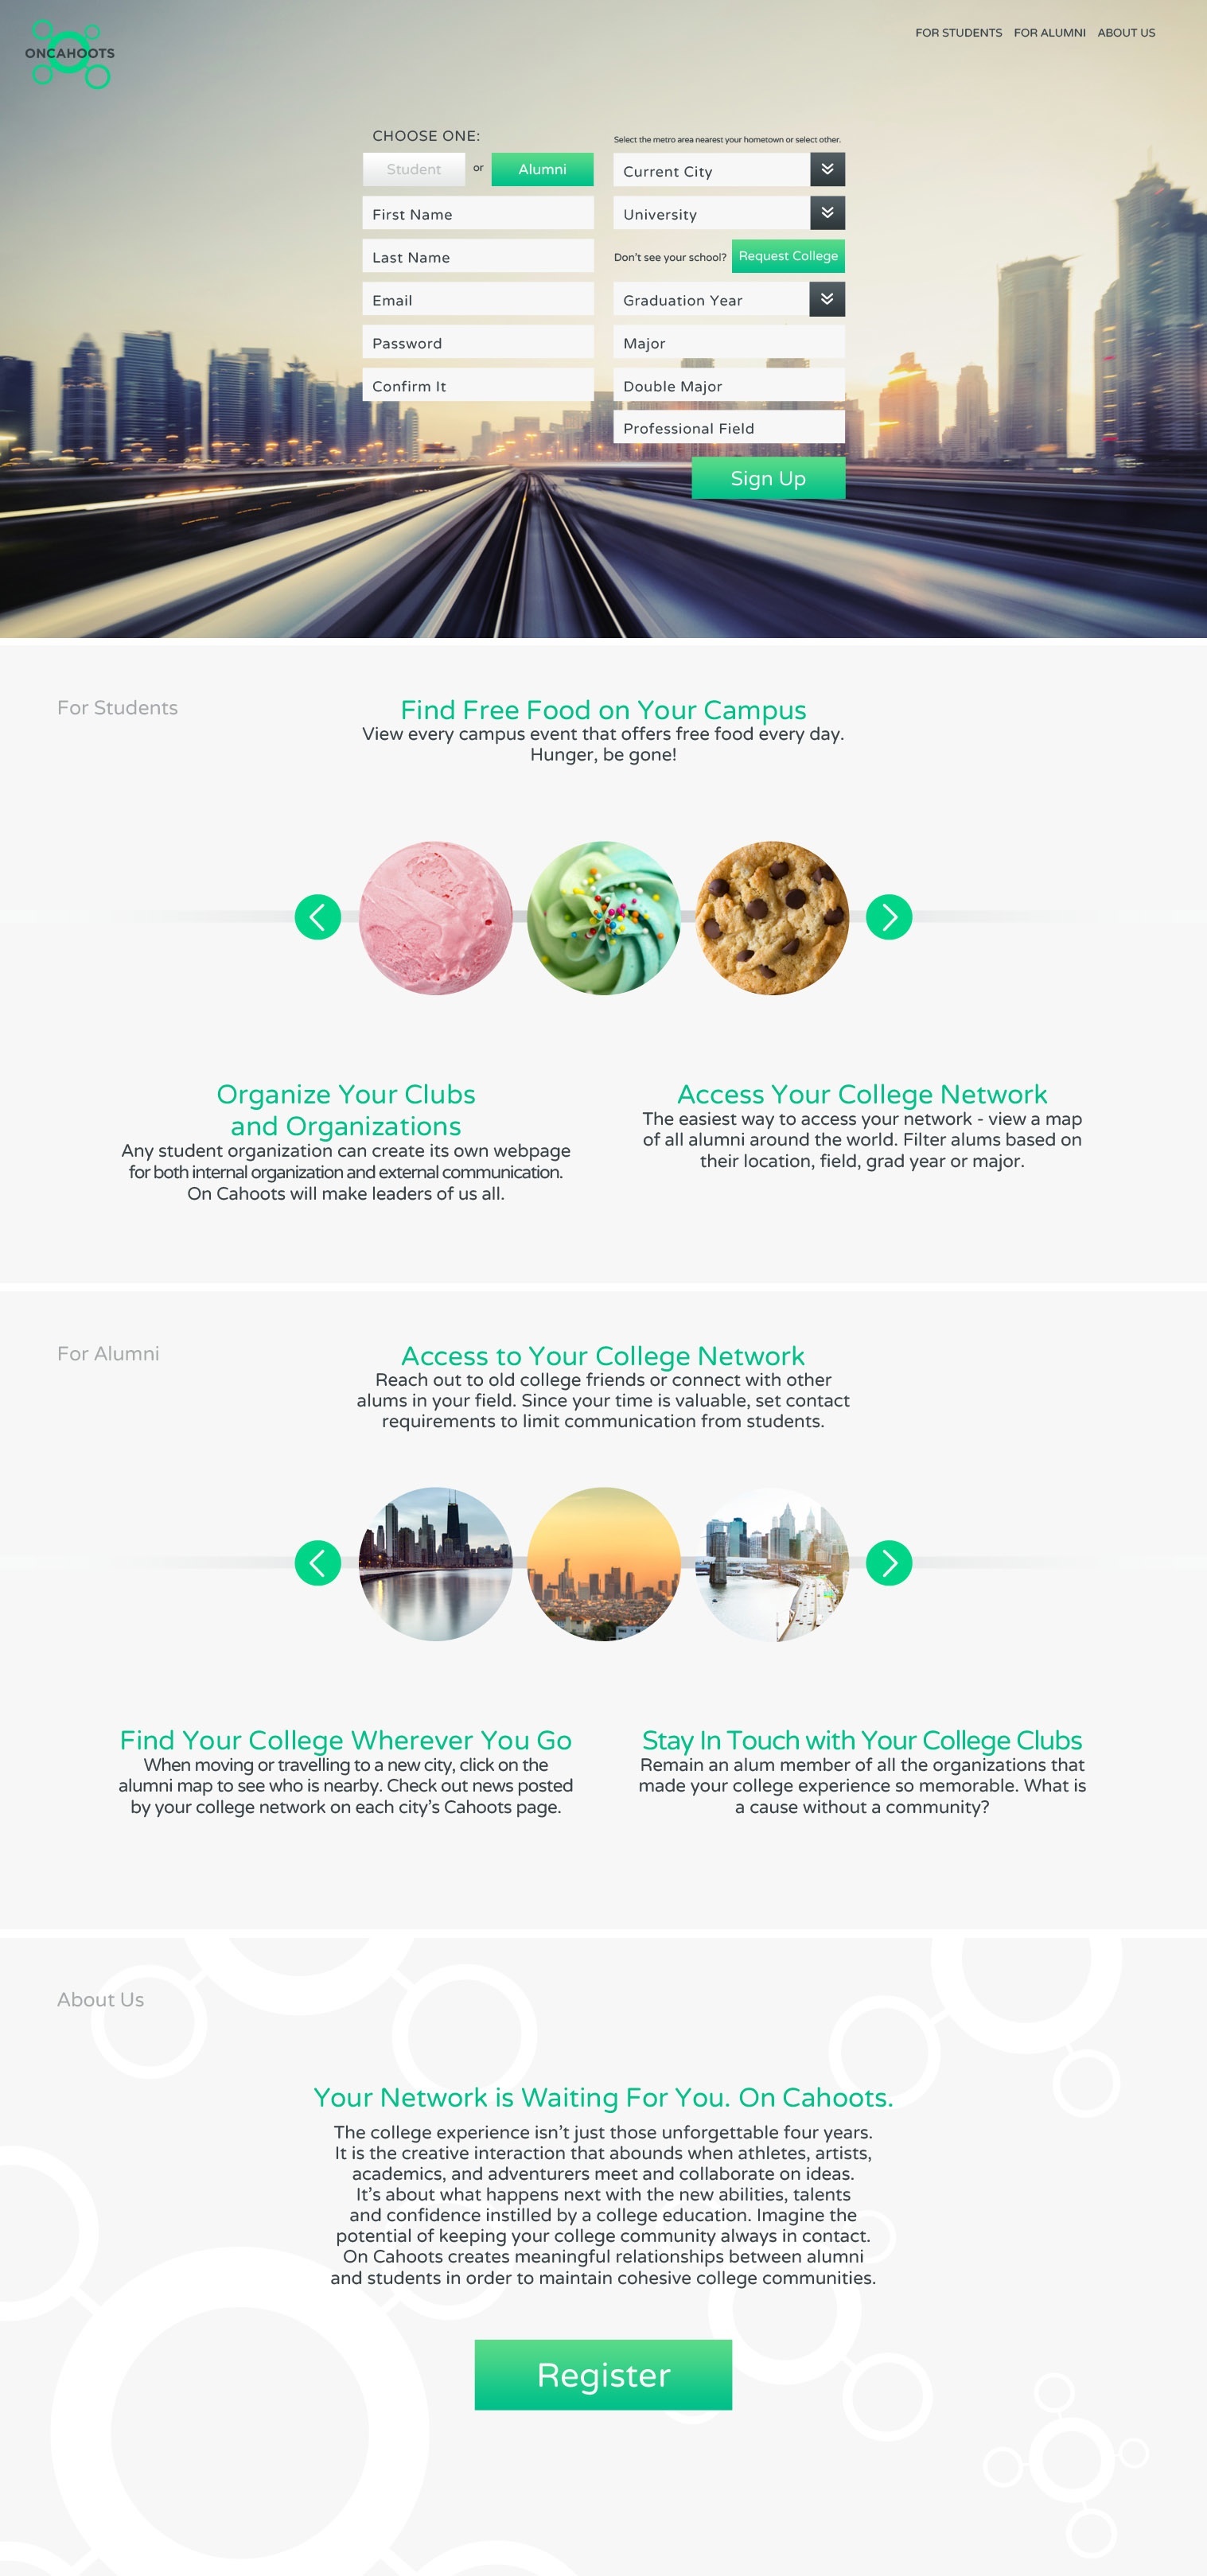 ONCAHOOTS
FOR STUDENTS FOR ALUMNI ABOUT US
CHOOSE ONE:
Student or Alumni
First Name
Last Name
Email
Password
Confirm It
Select the metro area nearest your hometown or select other.
Current City
University
Don't see your school? Request College
Graduation Year
Major
Double Major
Professional Field
Sign Up
For Students
Find Free Food on Your Campus
View every campus event that offers free food every day.
Hunger, be gone!
Organize Your Clubs
and Organizations
Any student organization can create its own webpage
for both internal organization and external communication.
On Cahoots will make leaders of us all.
Access Your College Network
The easiest way to access your network - view a map
of all alumni around the world. Filter alums based on
their location, field, grad year or major.
For Alumni
Access to Your College Network
Reach out to old college friends or connect with other
alums in your field. Since your time is valuable, set contact
requirements to limit communication from students.
Find Your College Wherever You Go
When moving or travelling to a new city, click on the
alumni map to see who is nearby. Check out news posted
by your college network on each city's Cahoots page.
Stay In Touch with Your College Clubs
Remain an alum member of all the organizations that
made your college experience so memorable. What is
a cause without a community?
About Us
Your Network is Waiting For You. On Cahoots.
The college experience isn't just those unforgettable four years.
It is the creative interaction that abounds when athletes, artists,
academics, and adventurers meet and collaborate on ideas.
It's about what happens next with the new abilities, talents
and confidence instilled by a college education. Imagine the
potential of keeping your college community always in contact.
On Cahoots creates meaningful relationships between alumni
and students in order to maintain cohesive college communities.
Register